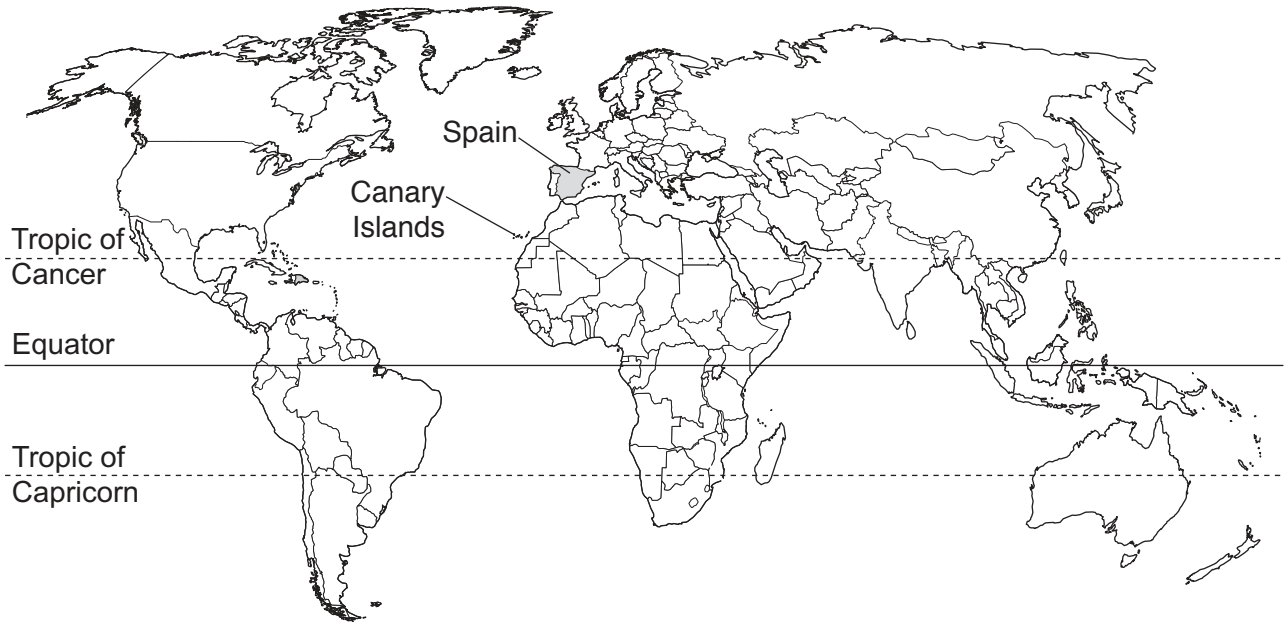 Spain
Canary
Islands
Tropic of
Cancer
Equator
Tropic of
Capricorn